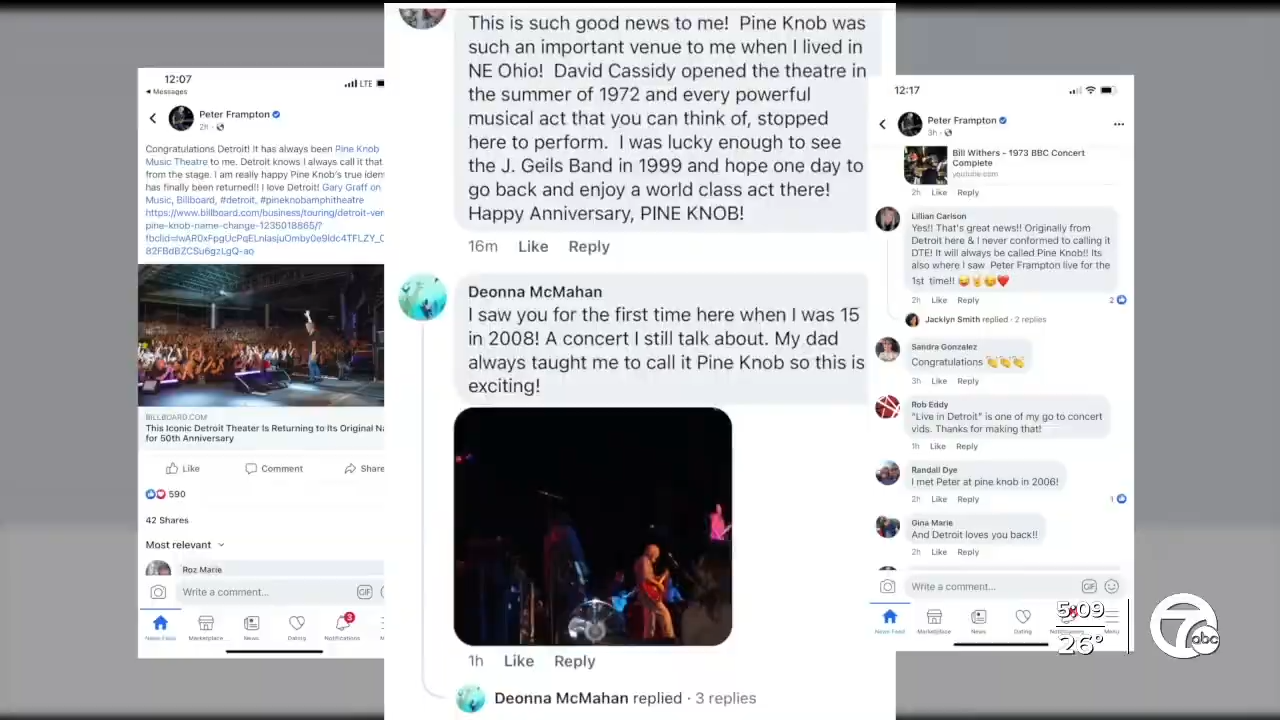 12:07
LTE
Messages
Peter Frampton
2h
Congratulations Detroit! It has always been Pine Knob
Music Theatre to me. Detroit knows I always call it that
from the stage. I am really happy Pine Knob's true iden
has finally been returned!! I love Detroit! Gary Graff on
Music, Billboard, #detroit, #pineknobamphitheatre
https://www.billboard.com/business/touring/detroit-ver
pine-knob-name-change-1235018865/?
BILLBOARD.COM
This Iconic Detroit Theater Is Returning to Its Original Na
for 50th Anniversary
Like Comment Share
590
42 Shares
Most relevant
Roz Marie
Write a comment... GIF
3
News Feed Marketplace News Dating Notifications
This is such good news to me! Pine Knob was
such an important venue to me when I lived in
NE Ohio! David Cassidy opened the theatre in
the summer of 1972 and every powerful
musical act that you can think of, stopped
here to perform. I was lucky enough to see
the J. Geils Band in 1999 and hope one day to
go back and enjoy a world class act there!
Happy Anniversary, PINE KNOB!
16m Like Reply
Deonna McMahan
I saw you for the first time here when I was 15
in 2008! A concert I still talk about. My dad
always taught me to call it Pine Knob so this is
exciting!
1h Like Reply
Deonna McMahan replied · 3 replies
12:17
Peter Frampton
3h
Bill Withers - 1973 BBC Concert
Complete
youtube.com
2h Like Reply
Lillian Carlson
Yes!! That's great news!! Originally from
Detroit here & I never conformed to calling it
DTE! It will always be called Pine Knob!! Its
also where I saw Peter Frampton live for the
1st time!! 😜🤘😜❤️
2h Like Reply 2
Jacklyn Smith replied · 2 replies
Sandra Gonzalez
Congratulations 👏👏👏
3h Like Reply
Rob Eddy
"Live in Detroit" is one of my go to concert
vids. Thanks for making that!
1h Like Reply
Randall Dye
I met Peter at pine knob in 2006!
2h Like Reply 1
Gina Marie
And Detroit loves you back!!
2h Like Reply
Write a comment... GIF
News Feed Marketplace News Dating Menu
5:09
26°
7 abc